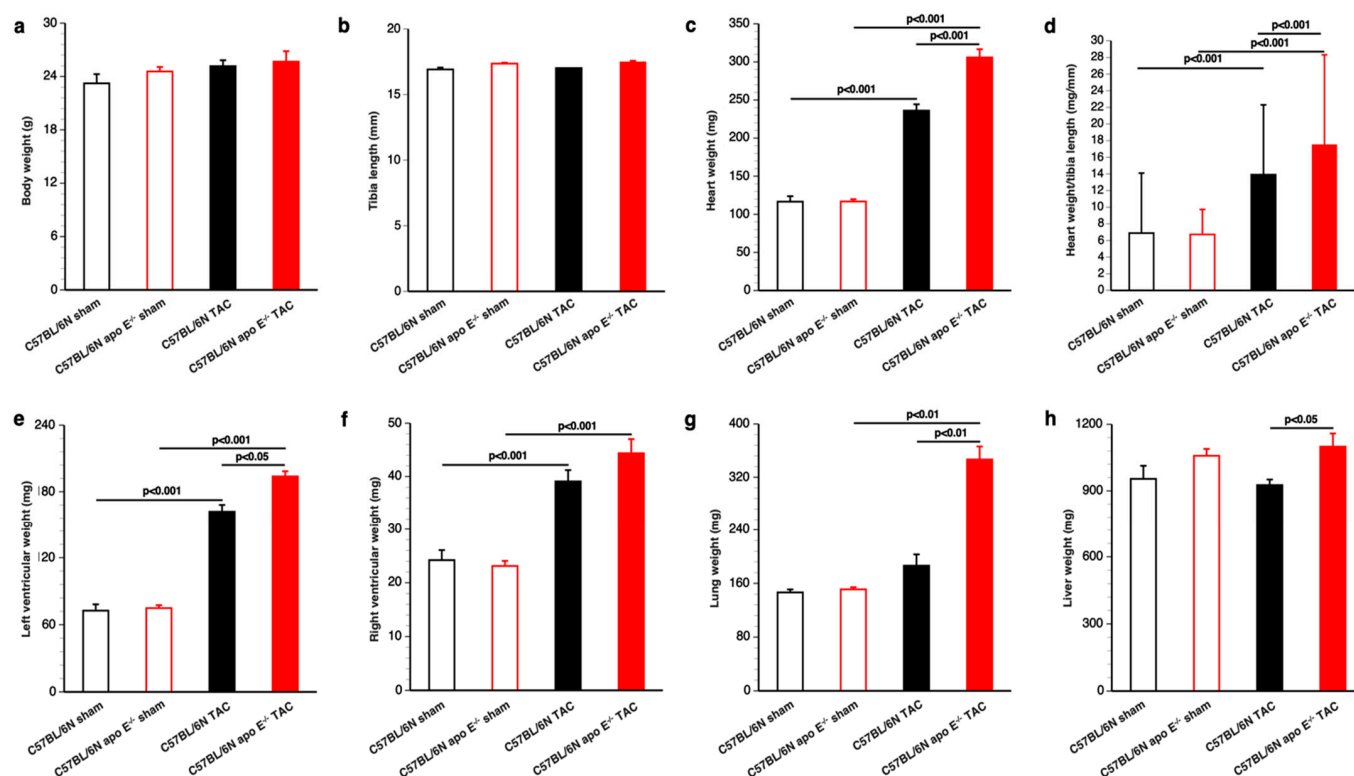 a
Body weight (g)
30
24
18
12
6
0
C57BL/6N sham
C57BL/6N apo E-/- sham
C57BL/6N TAC
C57BL/6N apo E-/- TAC
b
Tibia length (mm)
20
15
10
5
0
C57BL/6N sham
C57BL/6N apo E-/- sham
C57BL/6N TAC
C57BL/6N apo E-/- TAC
c
Heart weight (mg)
350
300
250
200
150
100
50
0
p<0.001
p<0.001
p<0.001
C57BL/6N sham
C57BL/6N apo E-/- sham
C57BL/6N TAC
C57BL/6N apo E-/- TAC
d
Heart weight/tibia length (mg/mm)
30
28
26
24
22
20
18
16
14
12
10
8
6
4
2
0
p<0.001
p<0.001
p<0.001
C57BL/6N sham
C57BL/6N apo E-/- sham
C57BL/6N TAC
C57BL/6N apo E-/- TAC
e
Left ventricular weight (mg)
240
180
120
60
0
p<0.001
p<0.05
p<0.001
C57BL/6N sham
C57BL/6N apo E-/- sham
C57BL/6N TAC
C57BL/6N apo E-/- TAC
f
Right ventricular weight (mg)
50
40
30
20
10
0
p<0.001
p<0.001
C57BL/6N sham
C57BL/6N apo E-/- sham
C57BL/6N TAC
C57BL/6N apo E-/- TAC
g
Lung weight (mg)
400
320
240
160
80
0
p<0.01
p<0.01
C57BL/6N sham
C57BL/6N apo E-/- sham
C57BL/6N TAC
C57BL/6N apo E-/- TAC
h
Liver weight (mg)
1200
900
1200
600
300
0
p<0.05
C57BL/6N sham
C57BL/6N apo E-/- sham
C57BL/6N TAC
C57BL/6N apo E-/- TAC